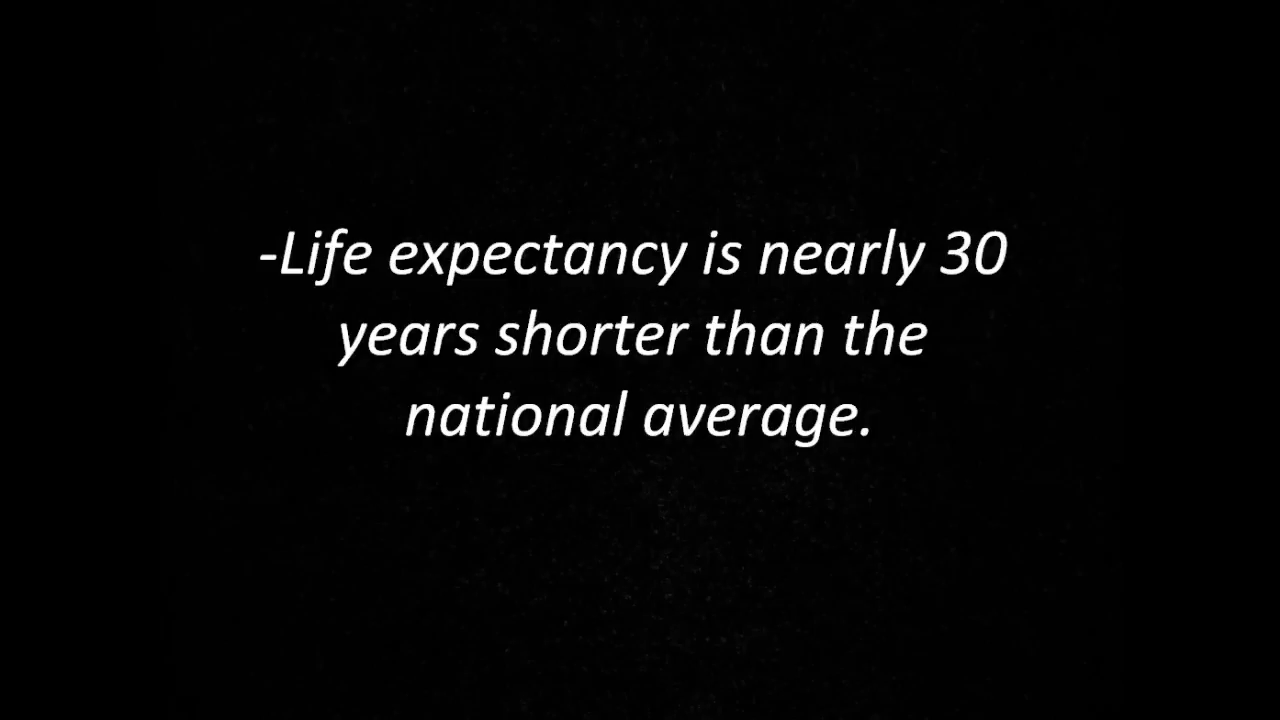 -Life expectancy is nearly 30
years shorter than the
national average.